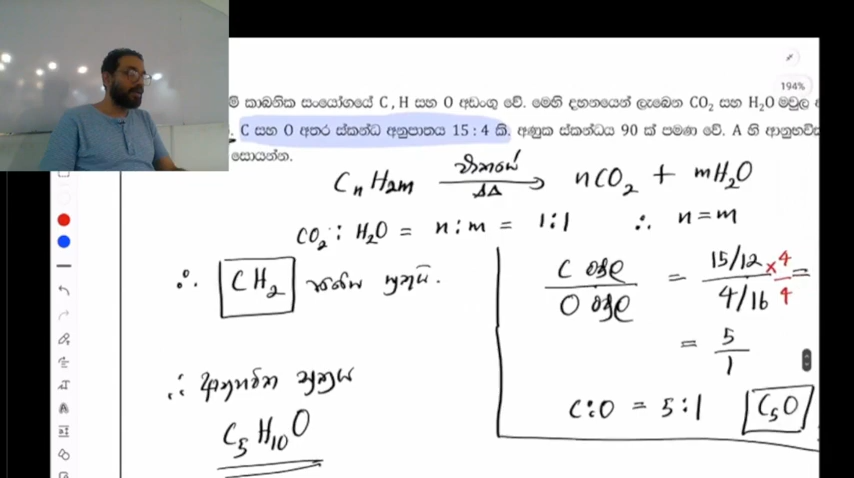 194%
කාබනික සංයෝගයේ C , H සහ O අඩංගු වේ. මෙහි දහනයෙන් ලැබෙන CO₂ සහ H₂O මවුල
C සහ O අතර ස්කන්ධ අනුපාතය 15 : 4 කි. අණුක ස්කන්ධය 90 ක් පමණ වේ. A හි
සොයන්න.
CnH2m ΔΔ → nCO₂ + mH₂O
CO₂ : H₂O = n : m = 1:1 ∴ n = m
∴ CH₂
C මවුල / O මවුල = 15/12 / 4/16 × 4/4 =
= 5/1
C:O = 5:1 C₅O
∴
C₅H₁₀O